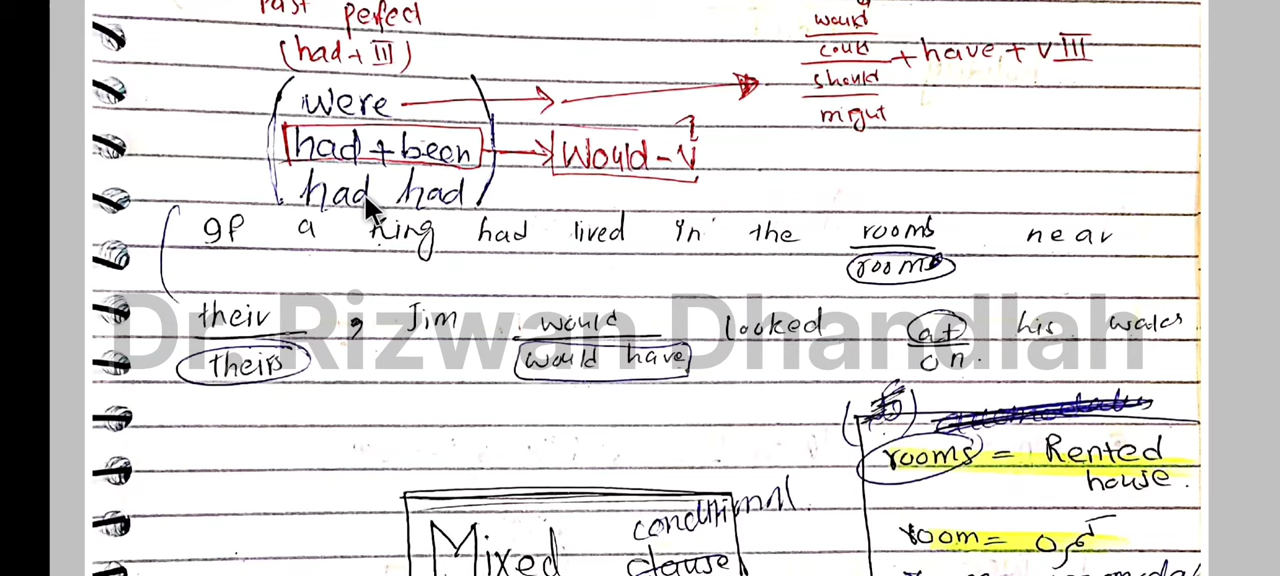 past perfect
(had + III)
would
could
should
might
+ have + VIII
were
had + been
would - V
had had
If a King had lived in the rooms near
rooms
their , Jim would looked at his
theirs
would have
on.
Dr Rizwan Dhandlah
rooms = Rented
house.
room = کمرہ
Mixed conditional
clause